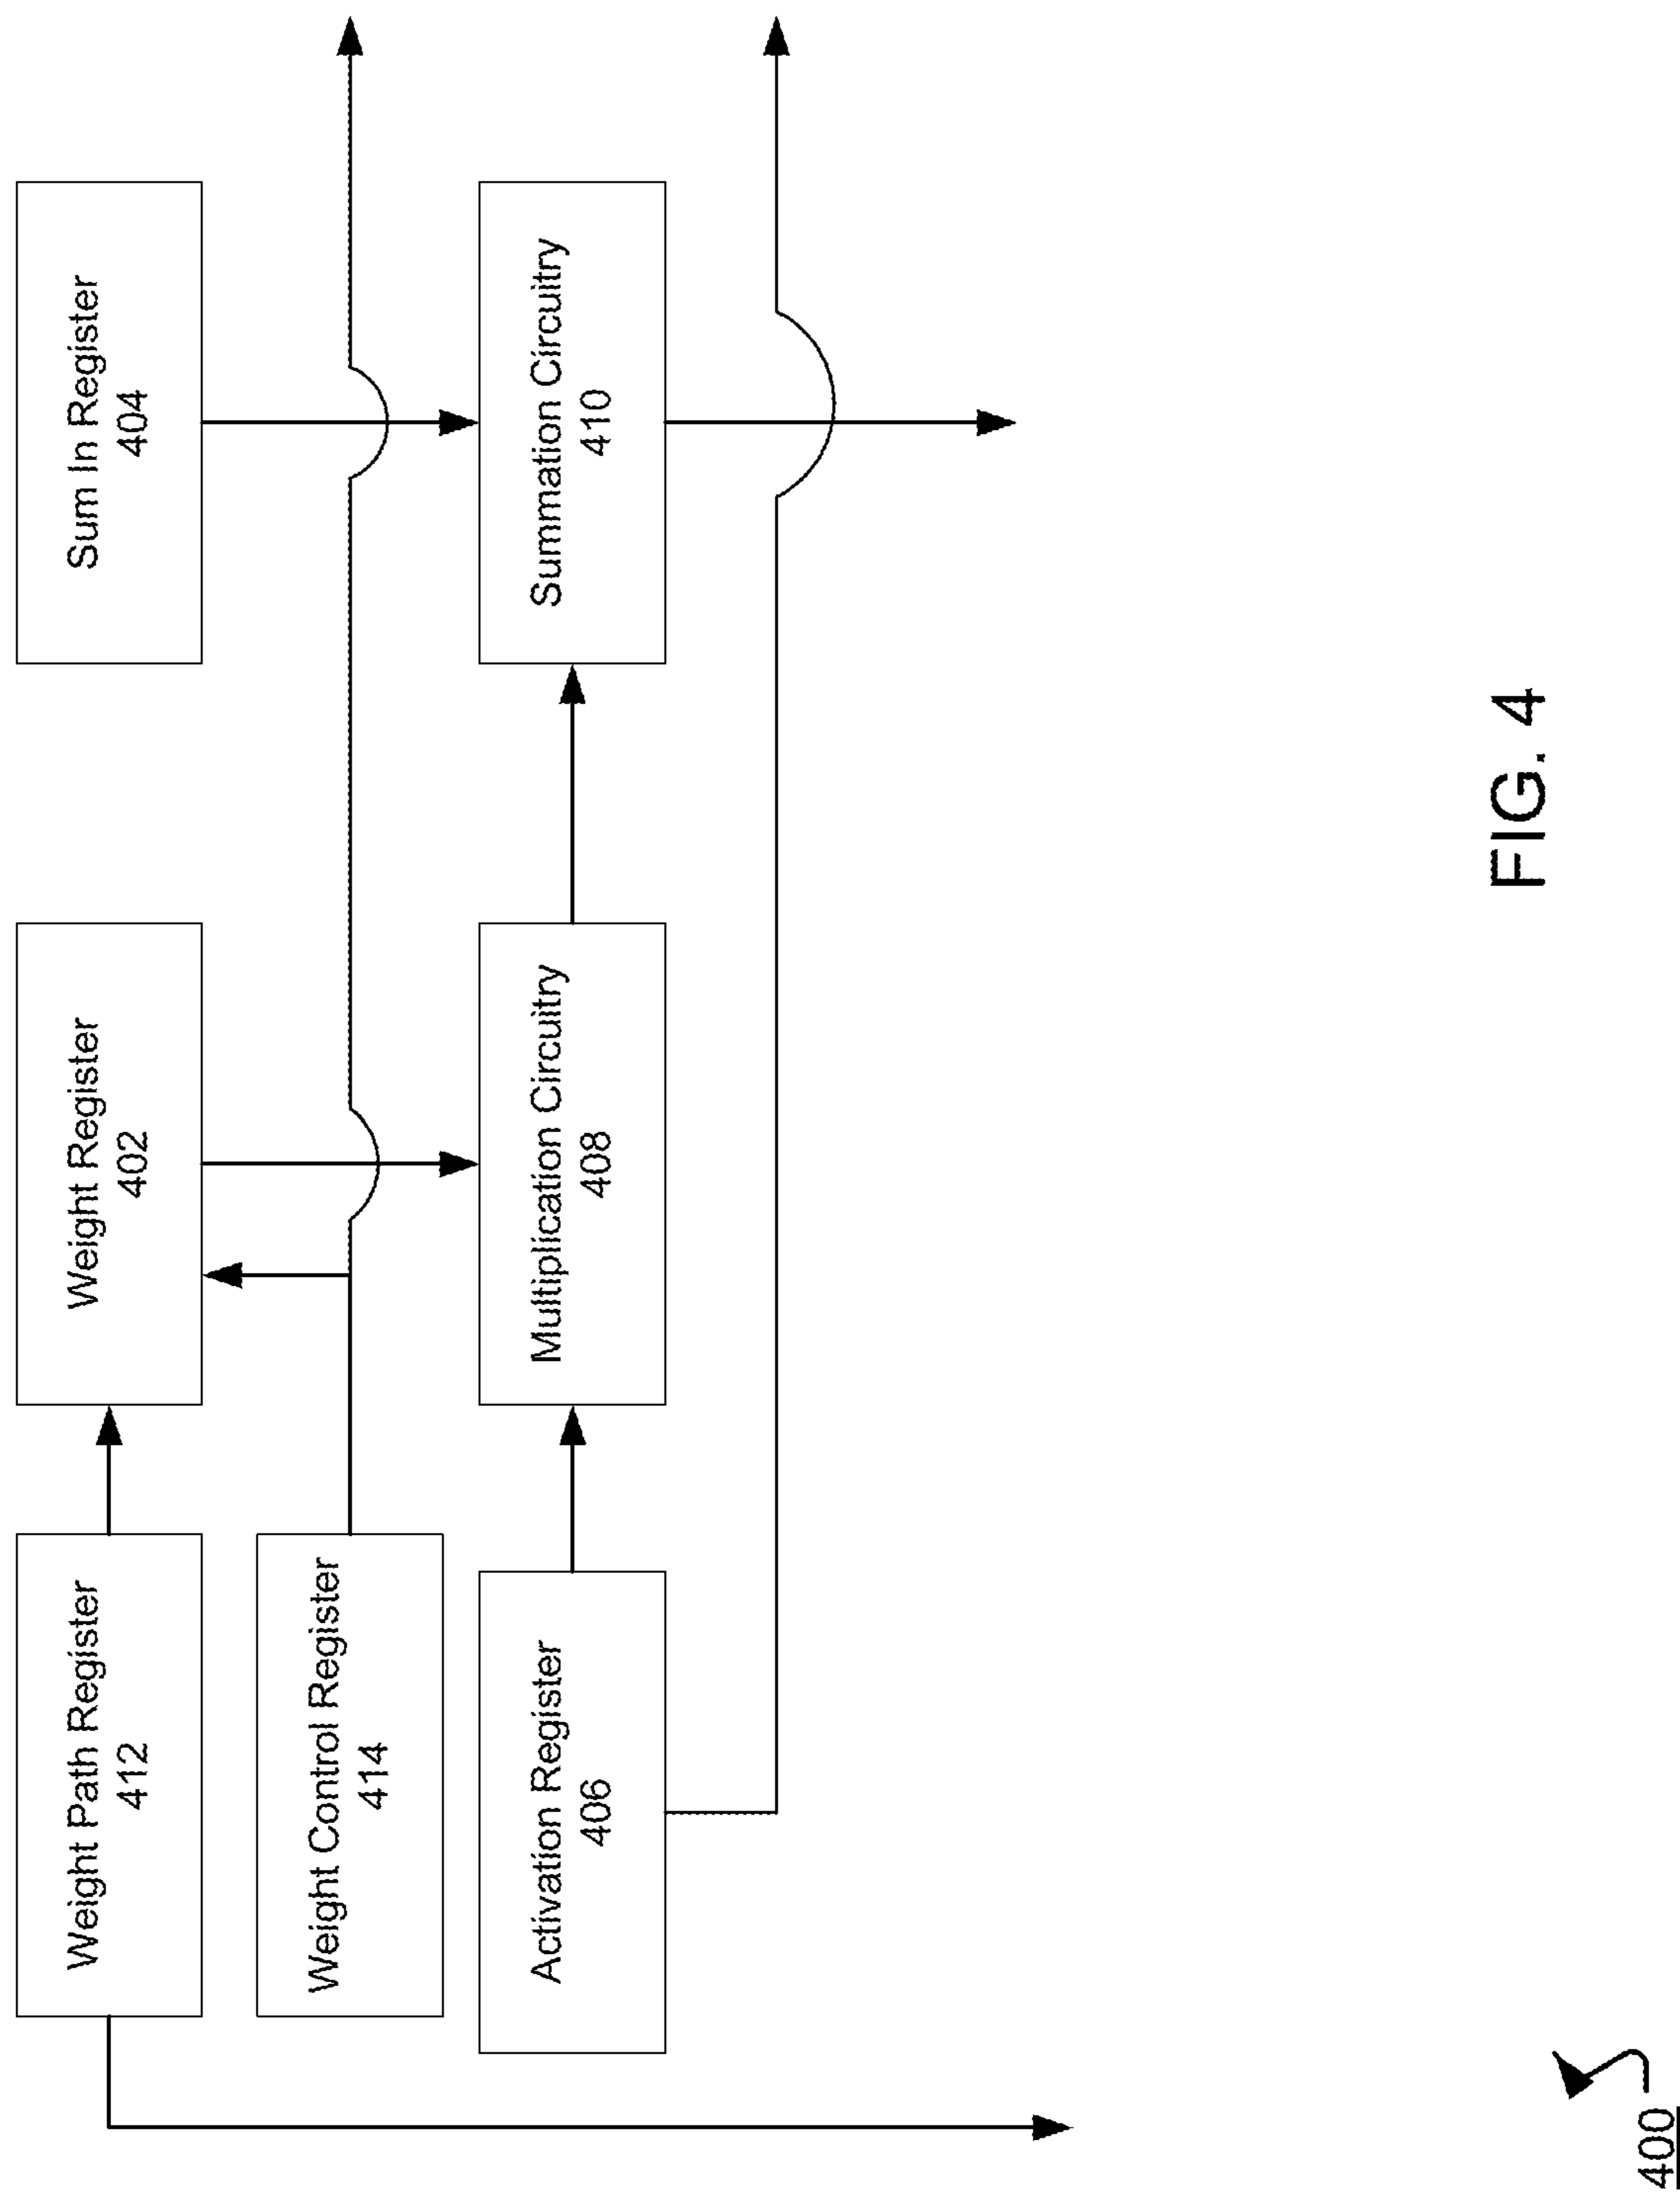 Weight Path Register
412
Weight Register
402
Sum In Register
404
Weight Control Register
414
Activation Register
406
Multiplication Circuitry
408
Summation Circuitry
410
FIG. 4
400